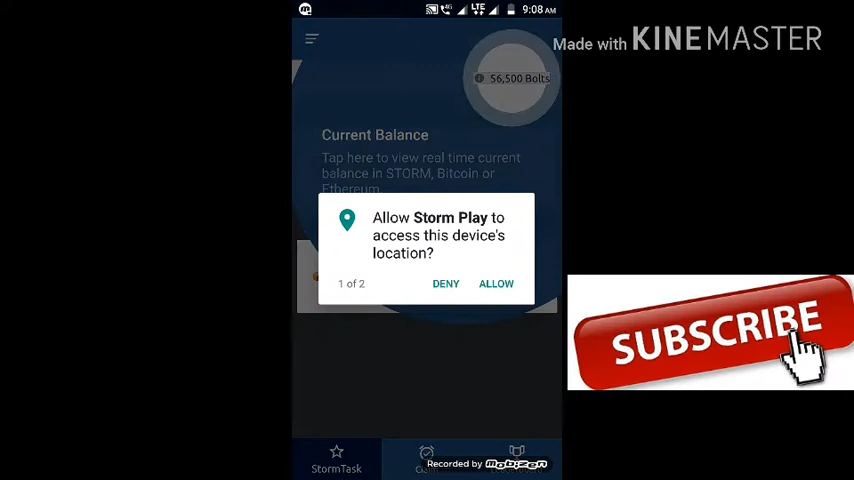 LTE
9:08 AM
Made with KINEMASTER
56,500 Bolts
Current Balance
Tap here to view real time current
balance in STORM, Bitcoin or
Ethereum.
Allow Storm Play to
access this device's
location?
1 of 2
DENY
ALLOW
SUBSCRIBE
StormTask
Recorded by mobizen